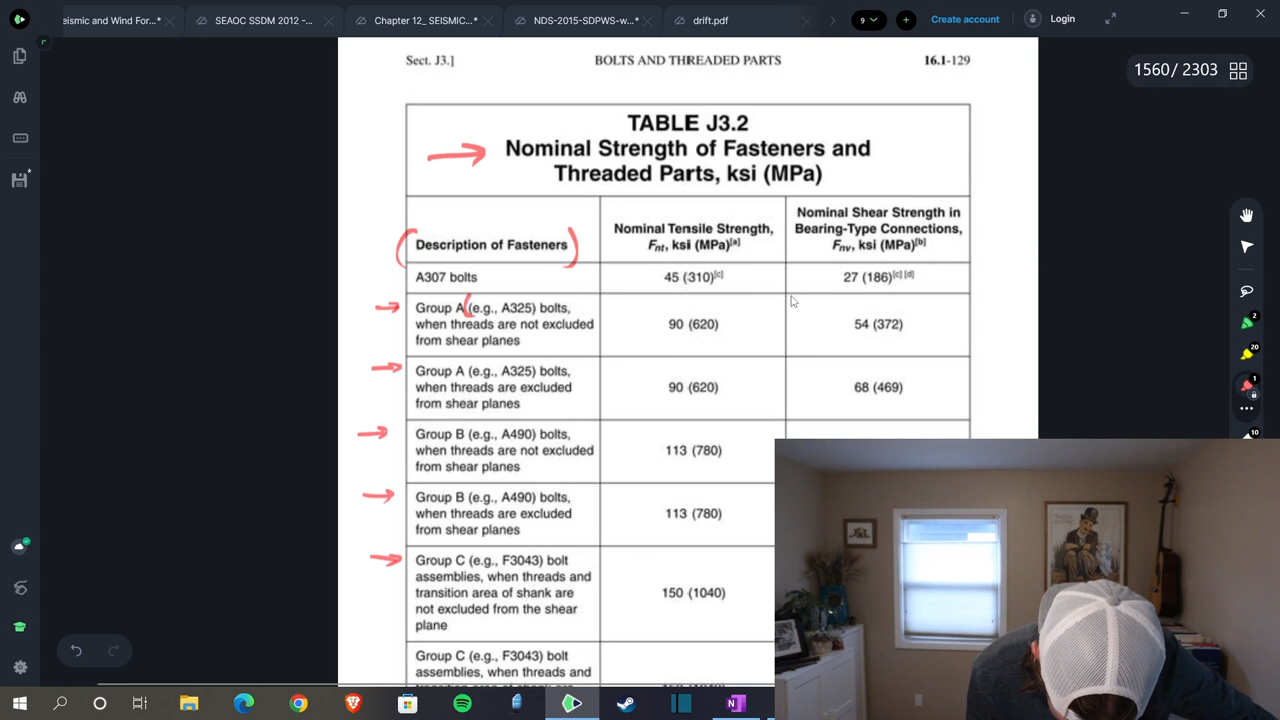 eismic and Wind For...*
SEAOC SSDM 2012 -...
Chapter 12_ SEISMIC...*
NDS-2015-SDPWS-w...*
drift.pdf
9
Create account
Login
1560 / 2303
Sect. J3.]
BOLTS AND THREADED PARTS
16.1-129
TABLE J3.2
Nominal Strength of Fasteners and
Threaded Parts, ksi (MPa)
Description of Fasteners
Nominal Tensile Strength,
Fnt, ksi (MPa)[a]
Nominal Shear Strength in
Bearing-Type Connections,
Fnv, ksi (MPa)[b]
A307 bolts
45 (310)[c]
27 (186)[c] [d]
Group A (e.g., A325) bolts,
when threads are not excluded
from shear planes
90 (620)
54 (372)
Group A (e.g., A325) bolts,
when threads are excluded
from shear planes
90 (620)
68 (469)
Group B (e.g., A490) bolts,
when threads are not excluded
from shear planes
113 (780)
Group B (e.g., A490) bolts,
when threads are excluded
from shear planes
113 (780)
Group C (e.g., F3043) bolt
assemblies, when threads and
transition area of shank are
not excluded from the shear
plane
150 (1040)
Group C (e.g., F3043) bolt
assemblies, when threads and
2
20
1
10